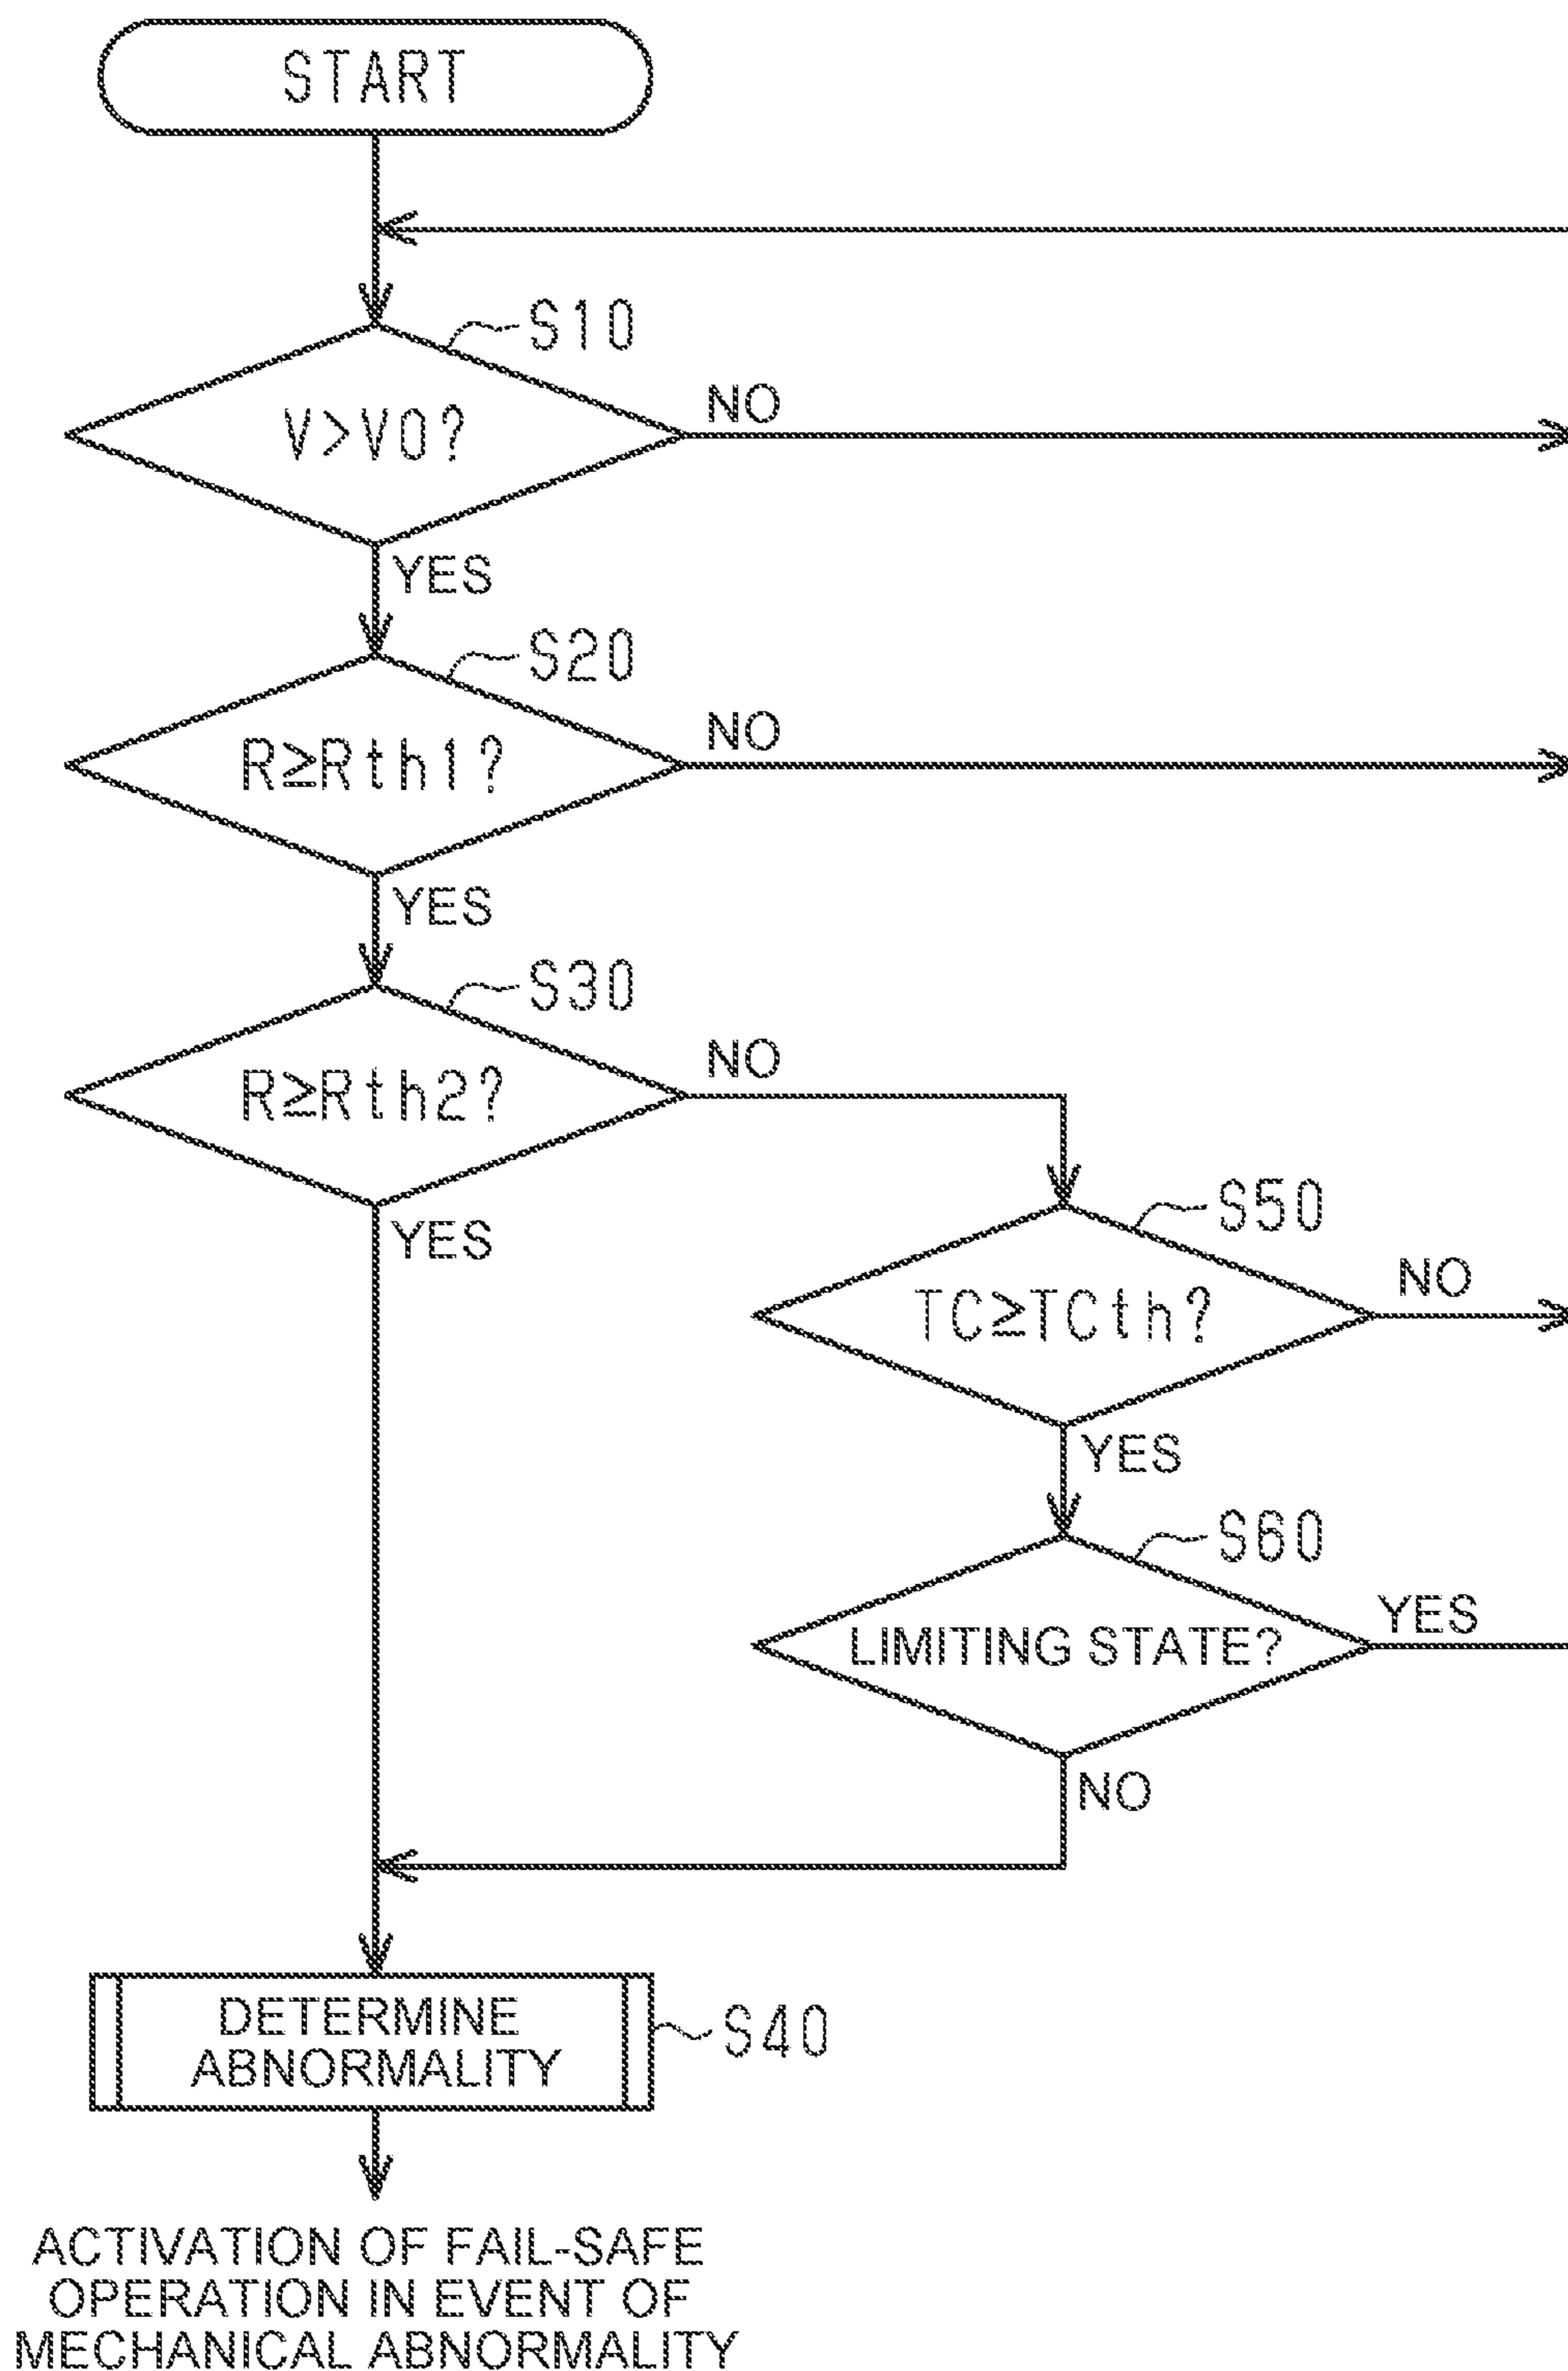 START
S10
V>V0?
NO
YES
S20
R≥Rth1?
NO
YES
S30
R≥Rth2?
NO
YES
S50
TC≥TCth?
NO
YES
S60
LIMITING STATE?
YES
NO
DETERMINE
ABNORMALITY
S40
ACTIVATION OF FAIL-SAFE
OPERATION IN EVENT OF
MECHANICAL ABNORMALITY